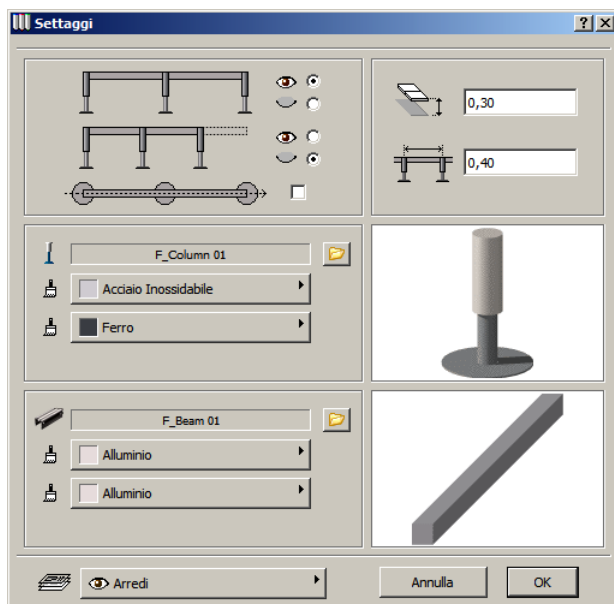 Settaggi
0,30
0,40
F_Column 01
Acciaio Inossidabile
Ferro
F_Beam 01
Alluminio
Alluminio
Arredi
Annulla
OK